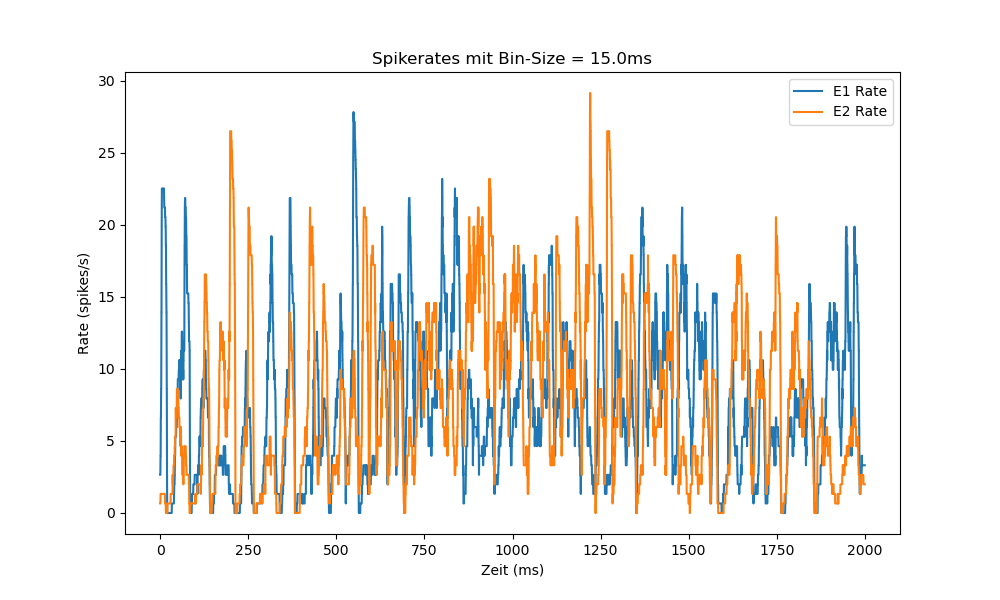 Spikerates mit Bin-Size = 15.0ms
E1 Rate
E2 Rate
30
25
20
15
10
5
0
Rate (spikes/s)
0 250 500 750 1000 1250 1500 1750 2000
Zeit (ms)